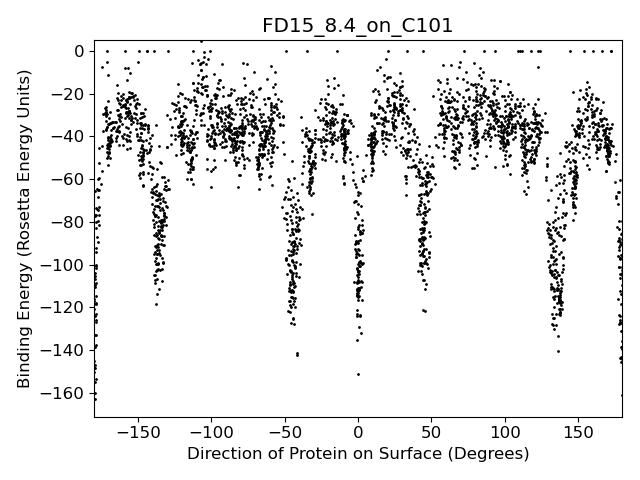 FD15_8.4_on_C101
Binding Energy (Rosetta Energy Units)
0
−20
−40
−60
−80
−100
−120
−140
−160
−150 −100 −50 0 50 100 150
Direction of Protein on Surface (Degrees)